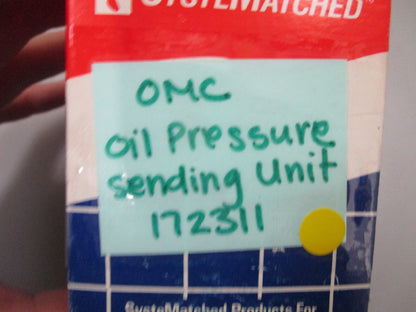 SYSTEMATCHED
OMC
Oil Pressure
sending Unit
172311
SysteMatched Products For